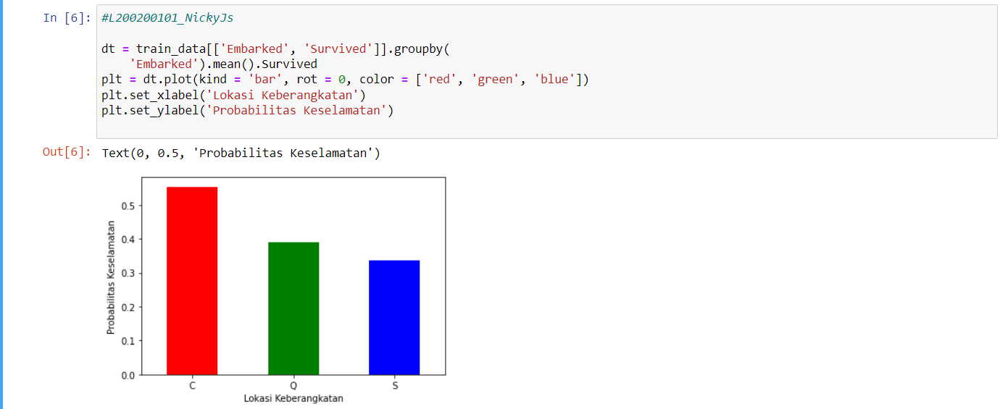 In [6]: #L200200101_NickyJs
dt = train_data[['Embarked', 'Survived']].groupby(
    'Embarked').mean().Survived
plt = dt.plot(kind = 'bar', rot = 0, color = ['red', 'green', 'blue'])
plt.set_xlabel('Lokasi Keberangkatan')
plt.set_ylabel('Probabilitas Keselamatan')
Out[6]: Text(0, 0.5, 'Probabilitas Keselamatan')
Probabilitas Keselamatan
0.5
0.4
0.3
0.2
0.1
0.0
C Q S
Lokasi Keberangkatan